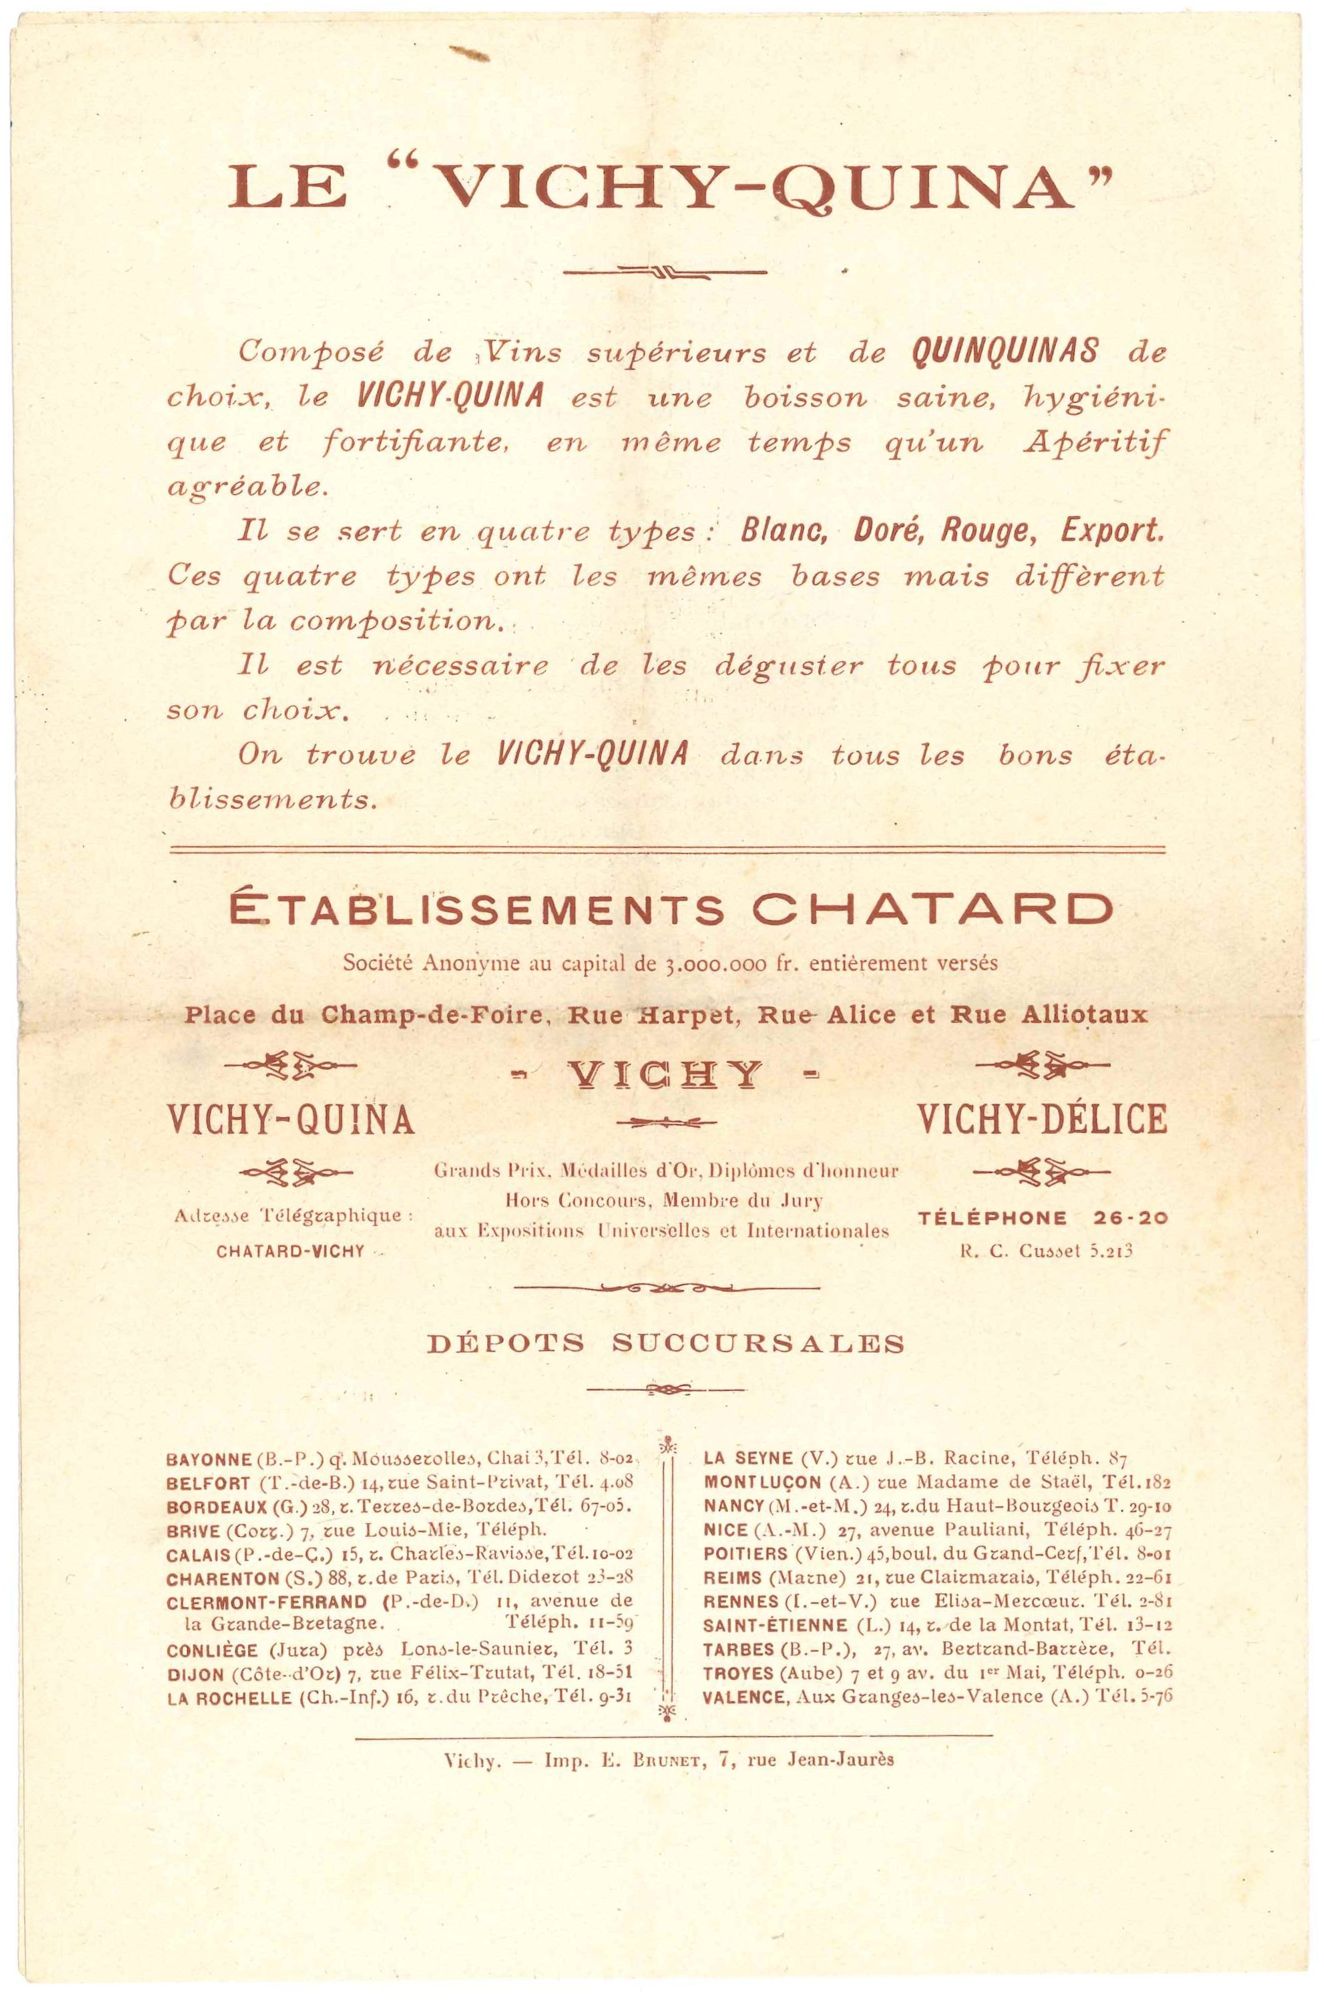 LE “VICHY-QUINA”
Composé de Vins supérieurs et de QUINQUINAS de
choix, le VICHY-QUINA est une boisson saine, hygiéni-
que et fortifiante, en même temps qu'un Apéritif
agréable.
Il se sert en quatre types : Blanc, Doré, Rouge, Export.
Ces quatre types ont les mêmes bases mais diffèrent
par la composition.
Il est nécessaire de les déguster tous pour fixer
son choix.
On trouve le VICHY-QUINA dans tous les bons éta-
blissements.
ÉTABLISSEMENTS CHATARD
Société Anonyme au capital de 3.000.000 fr. entièrement versés
Place du Champ-de-Foire, Rue Harpet, Rue Alice et Rue Alliotaux
- VICHY -
VICHY-QUINA
VICHY-DÉLICE
Grands Prix, Médailles d'Or, Diplômes d'honneur
Hors Concours, Membre du Jury
aux Expositions Universelles et Internationales
Adresse Télégraphique :
CHATARD-VICHY
TÉLÉPHONE 26-20
R. C. Cusset 5.213
DÉPOTS SUCCURSALES
BAYONNE (B.-P.) q. Mousserolles, Chai 3, Tél. 8-02
BELFORT (T.-de-B.) 14, rue Saint-Privat, Tél. 4.08
BORDEAUX (G.) 28, r. Terres-de-Bordes, Tél. 67-05.
BRIVE (Corr.) 7, rue Louis-Mie, Téléph.
CALAIS (P.-de-C.) 15, r. Charles-Ravisse, Tél. 10-02
CHARENTON (S.) 88, r. de Paris, Tél. Diderot 23-28
CLERMONT-FERRAND (P.-de-D.) 11, avenue de
la Grande-Bretagne. Téléph. 11-59
CONLIÈGE (Jura) près Lons-le-Saunier, Tél. 3
DIJON (Côte-d'Or) 7, rue Félix-Trutat, Tél. 18-51
LA ROCHELLE (Ch.-Inf.) 16, r. du Prêche, Tél. 9-31
LA SEYNE (V.) rue J.-B. Racine, Téléph. 87
MONTLUÇON (A.) rue Madame de Staël, Tél. 182
NANCY (M.-et-M.) 24, r. du Haut-Bourgeois T. 29-10
NICE (A.-M.) 27, avenue Pauliani, Téléph. 46-27
POITIERS (Vien.) 45, boul. du Grand-Cerf, Tél. 8-01
REIMS (Marne) 21, rue Clairmarais, Téléph. 22-61
RENNES (I.-et-V.) rue Elisa-Mercœur. Tél. 2-81
SAINT-ÉTIENNE (L.) 14, r. de la Montat, Tél. 13-12
TARBES (B.-P.), 27, av. Bertrand-Barrère, Tél.
TROYES (Aube) 7 et 9 av. du 1er Mai, Téléph. 0-26
VALENCE, Aux Granges-les-Valence (A.) Tél. 5-76
Vichy. — Imp. E. BRUNET, 7, rue Jean-Jaurès